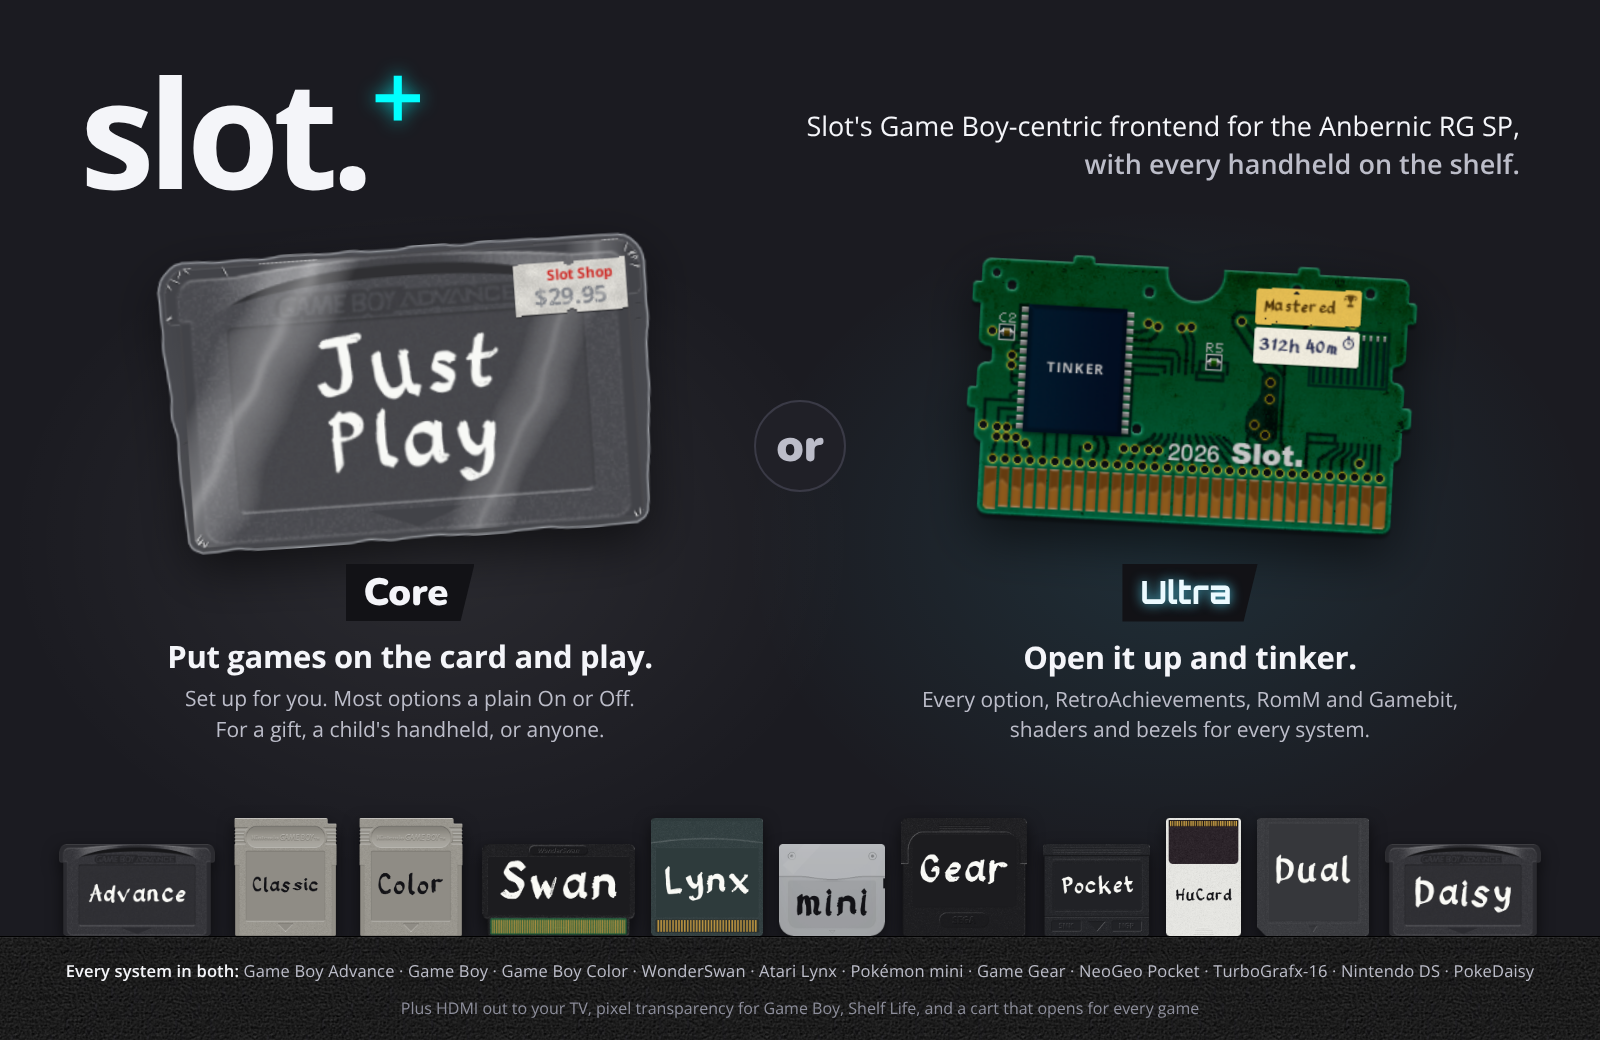 slot.+
Slot's Game Boy-centric frontend for the Anbernic RG SP,
with every handheld on the shelf.
GAME BOY ADVANCE
Slot Shop
$29.95
Just
Play
or
C2
TINKER
R5
Mastered
312h 40m
2026 Slot.
Core
Put games on the card and play.
Set up for you. Most options a plain On or Off.
For a gift, a child's handheld, or anyone.
Ultra
Open it up and tinker.
Every option, RetroAchievements, RomM and Gamebit,
shaders and bezels for every system.
Advance
Classic
Color
WonderSwan
Swan
Lynx
mini
Gear
Pocket
HuCard
Dual
Daisy
Every system in both: Game Boy Advance · Game Boy · Game Boy Color · WonderSwan · Atari Lynx · Pokémon mini · Game Gear · NeoGeo Pocket · TurboGrafx-16 · Nintendo DS · PokeDaisy
Plus HDMI out to your TV, pixel transparency for Game Boy, Shelf Life, and a cart that opens for every game